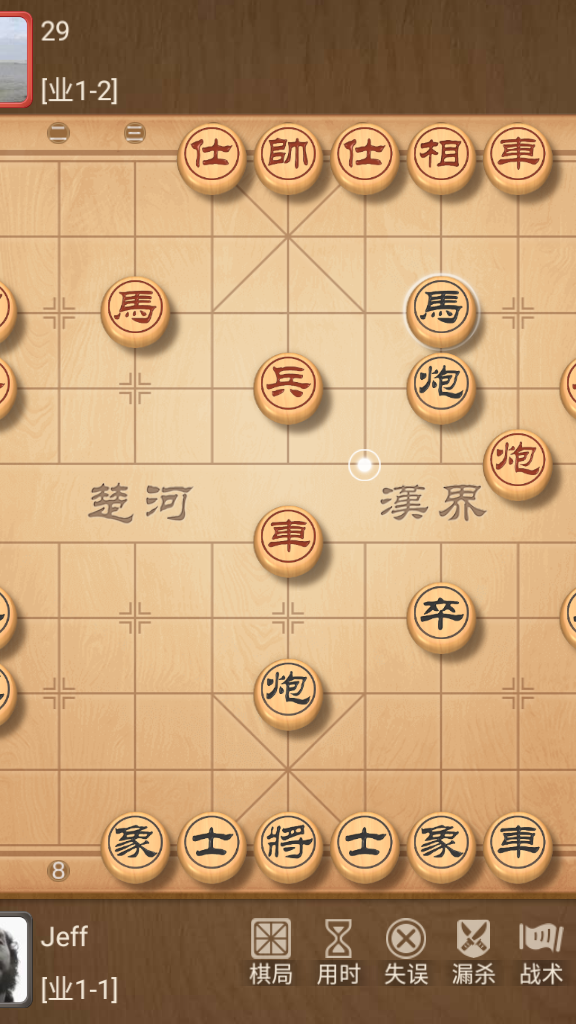 29
[业1-2]
二 三
仕 帥 仕 相 車
馬 馬
兵 炮
炮
楚河 漢界
車
卒
炮
象 士 將 士 象 車
8
Jeff
[业1-1]
棋局 用时 失误 漏杀 战术